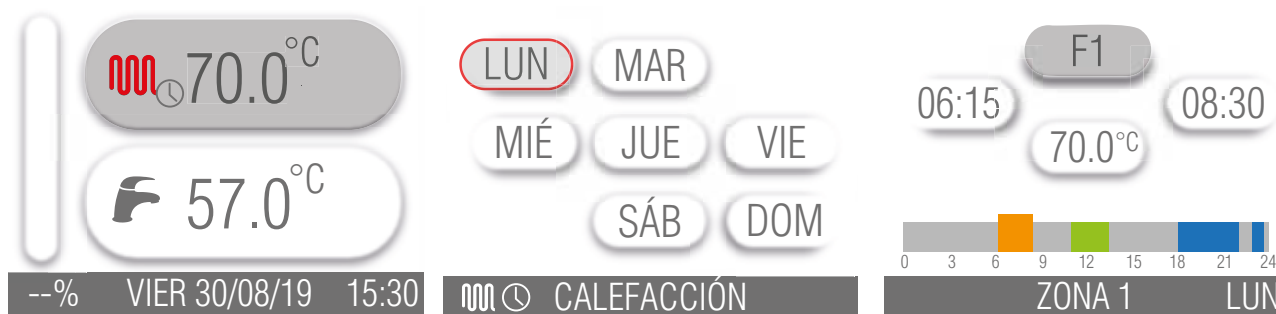 70.0°C
57.0°C
--% VIER 30/08/19 15:30
LUN MAR
MIÉ JUE VIE
SÁB DOM
CALEFACCIÓN
F1
06:15 08:30
70.0°C
0 3 6 9 12 15 18 21 24
ZONA 1 LUN